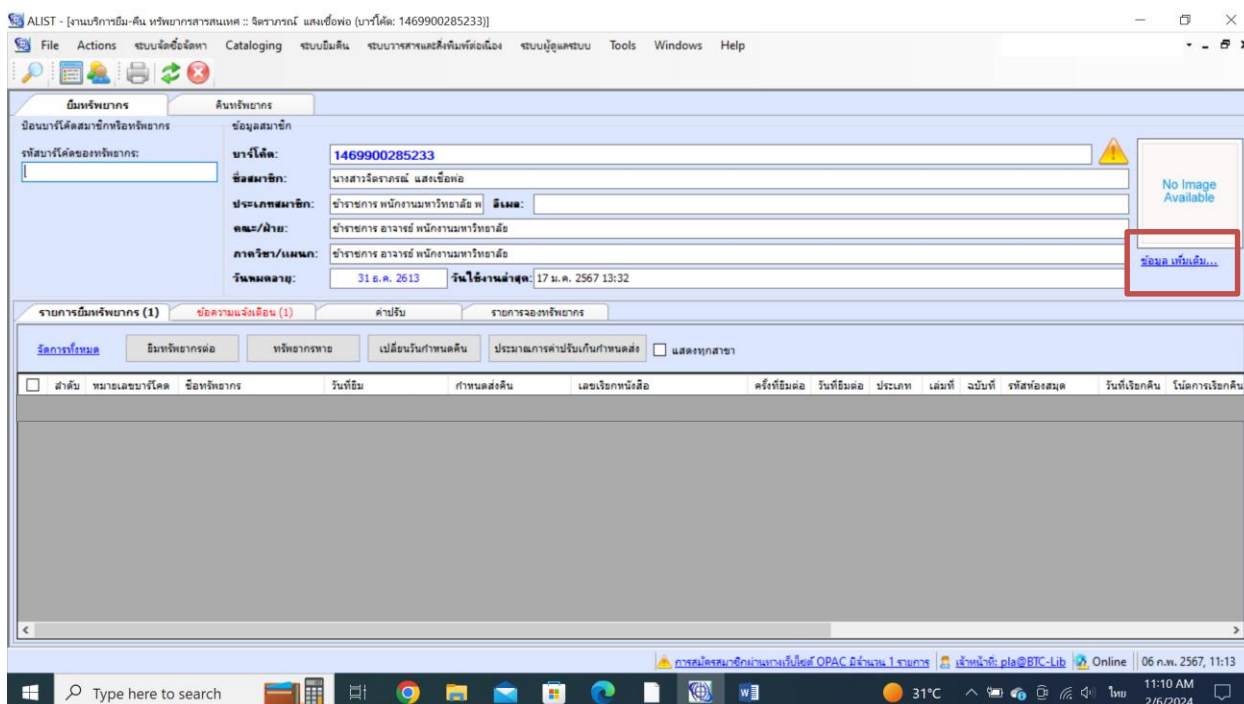 ALIST - [งานบริการยืม-คืน ทรัพยากรสารสนเทศ :: จิตราภรณ์ แสงเชื้อพ่อ (บาร์โค้ด: 1469900285233)]
File Actions ระบบจัดซื้อจัดหา Cataloging ระบบยืมคืน ระบบวารสารและสิ่งพิมพ์ต่อเนื่อง ระบบผู้ดูแลระบบ Tools Windows Help
ยืมทรัพยากร คืนทรัพยากร
ป้อนบาร์โค้ดสมาชิกหรือทรัพยากร ข้อมูลสมาชิก
รหัสบาร์โค้ดของทรัพยากร: บาร์โค้ด: 1469900285233
ชื่อสมาชิก: นางสาวจิตราภรณ์ แสงเชื้อพ่อ
No Image
Available
ประเภทสมาชิก: ข้าราชการ พนักงานมหาวิทยาลัย พ อีเมล:
คณะ/ฝ่าย: ข้าราชการ อาจารย์ พนักงานมหาวิทยาลัย
ภาควิชา/แผนก: ข้าราชการ อาจารย์ พนักงานมหาวิทยาลัย
ข้อมูล เพิ่มเติม...
วันหมดอายุ: 31 ธ.ค. 2613 วันใช้งานล่าสุด: 17 ม.ค. 2567 13:32
รายการยืมทรัพยากร (1) ข้อความแจ้งเตือน (1) ค่าปรับ รายการจองทรัพยากร
จัดการทั้งหมด ยืมทรัพยากรต่อ ทรัพยากรหาย เปลี่ยนวันกำหนดคืน ประมาณการค่าปรับเกินกำหนดส่ง แสดงทุกสาขา
ลำดับ หมายเลขบาร์โคด ชื่อทรัพยากร วันที่ยืม กำหนดส่งคืน เลขเรียกหนังสือ ครั้งที่ยืมต่อ วันที่ยืมต่อ ประเภท เล่มที่ ฉบับที่ รหัสห้องสมุด วันที่เรียกคืน โน้ตการเรียกคืน
การสมัครสมาชิกผ่านทางเว็บไซต์ OPAC มีจำนวน 1 รายการ เจ้าหน้าที่: pla@BTC-Lib Online 06 ก.พ. 2567, 11:13
Type here to search 31°C ไทย 11:10 AM
2/6/2024